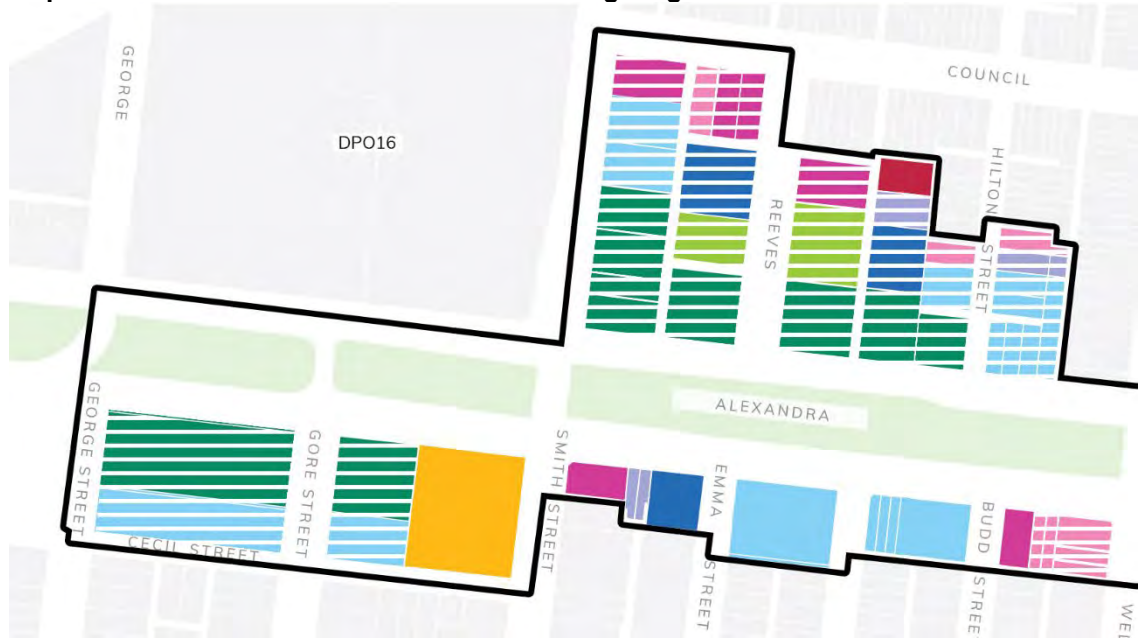 GEORGE
COUNCIL
DPO16
HILTON
STREET
REEVES
ALEXANDRA
GEORGE STREET
GORE STREET
CECIL STREET
SMITH
STREET
EMMA
STREET
BUDD
STREET